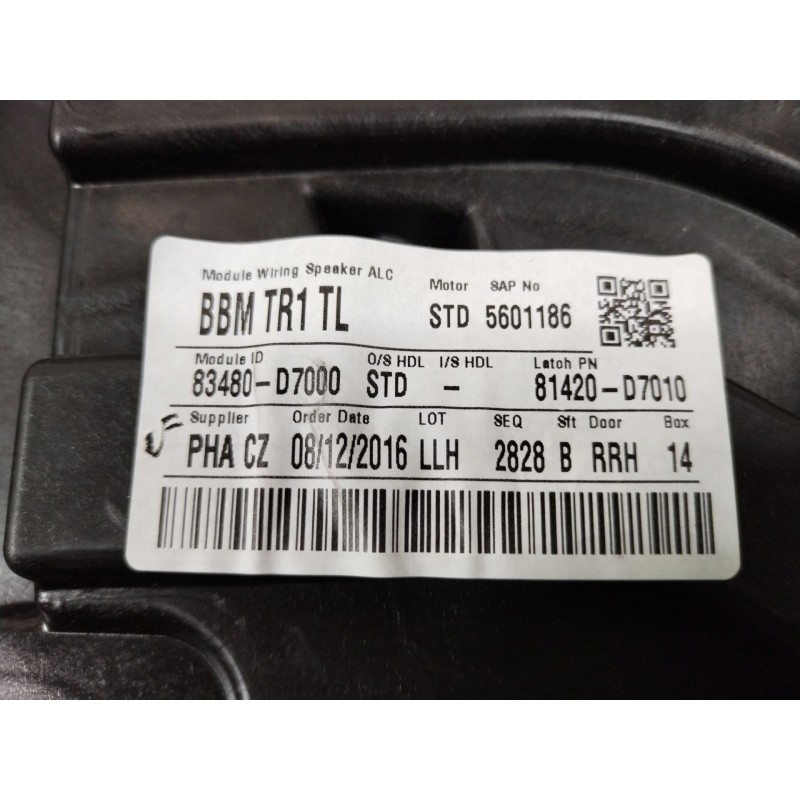 Module Wiring Speaker ALC Motor SAP No
BBM TR1 TL STD 5601186
Module ID O/S HDL I/S HDL Latch PN
83480-D7000 STD - 81420-D7010
Supplier Order Date LOT SEQ Sft Door Box
PHA CZ 08/12/2016 LLH 2828 B RRH 14